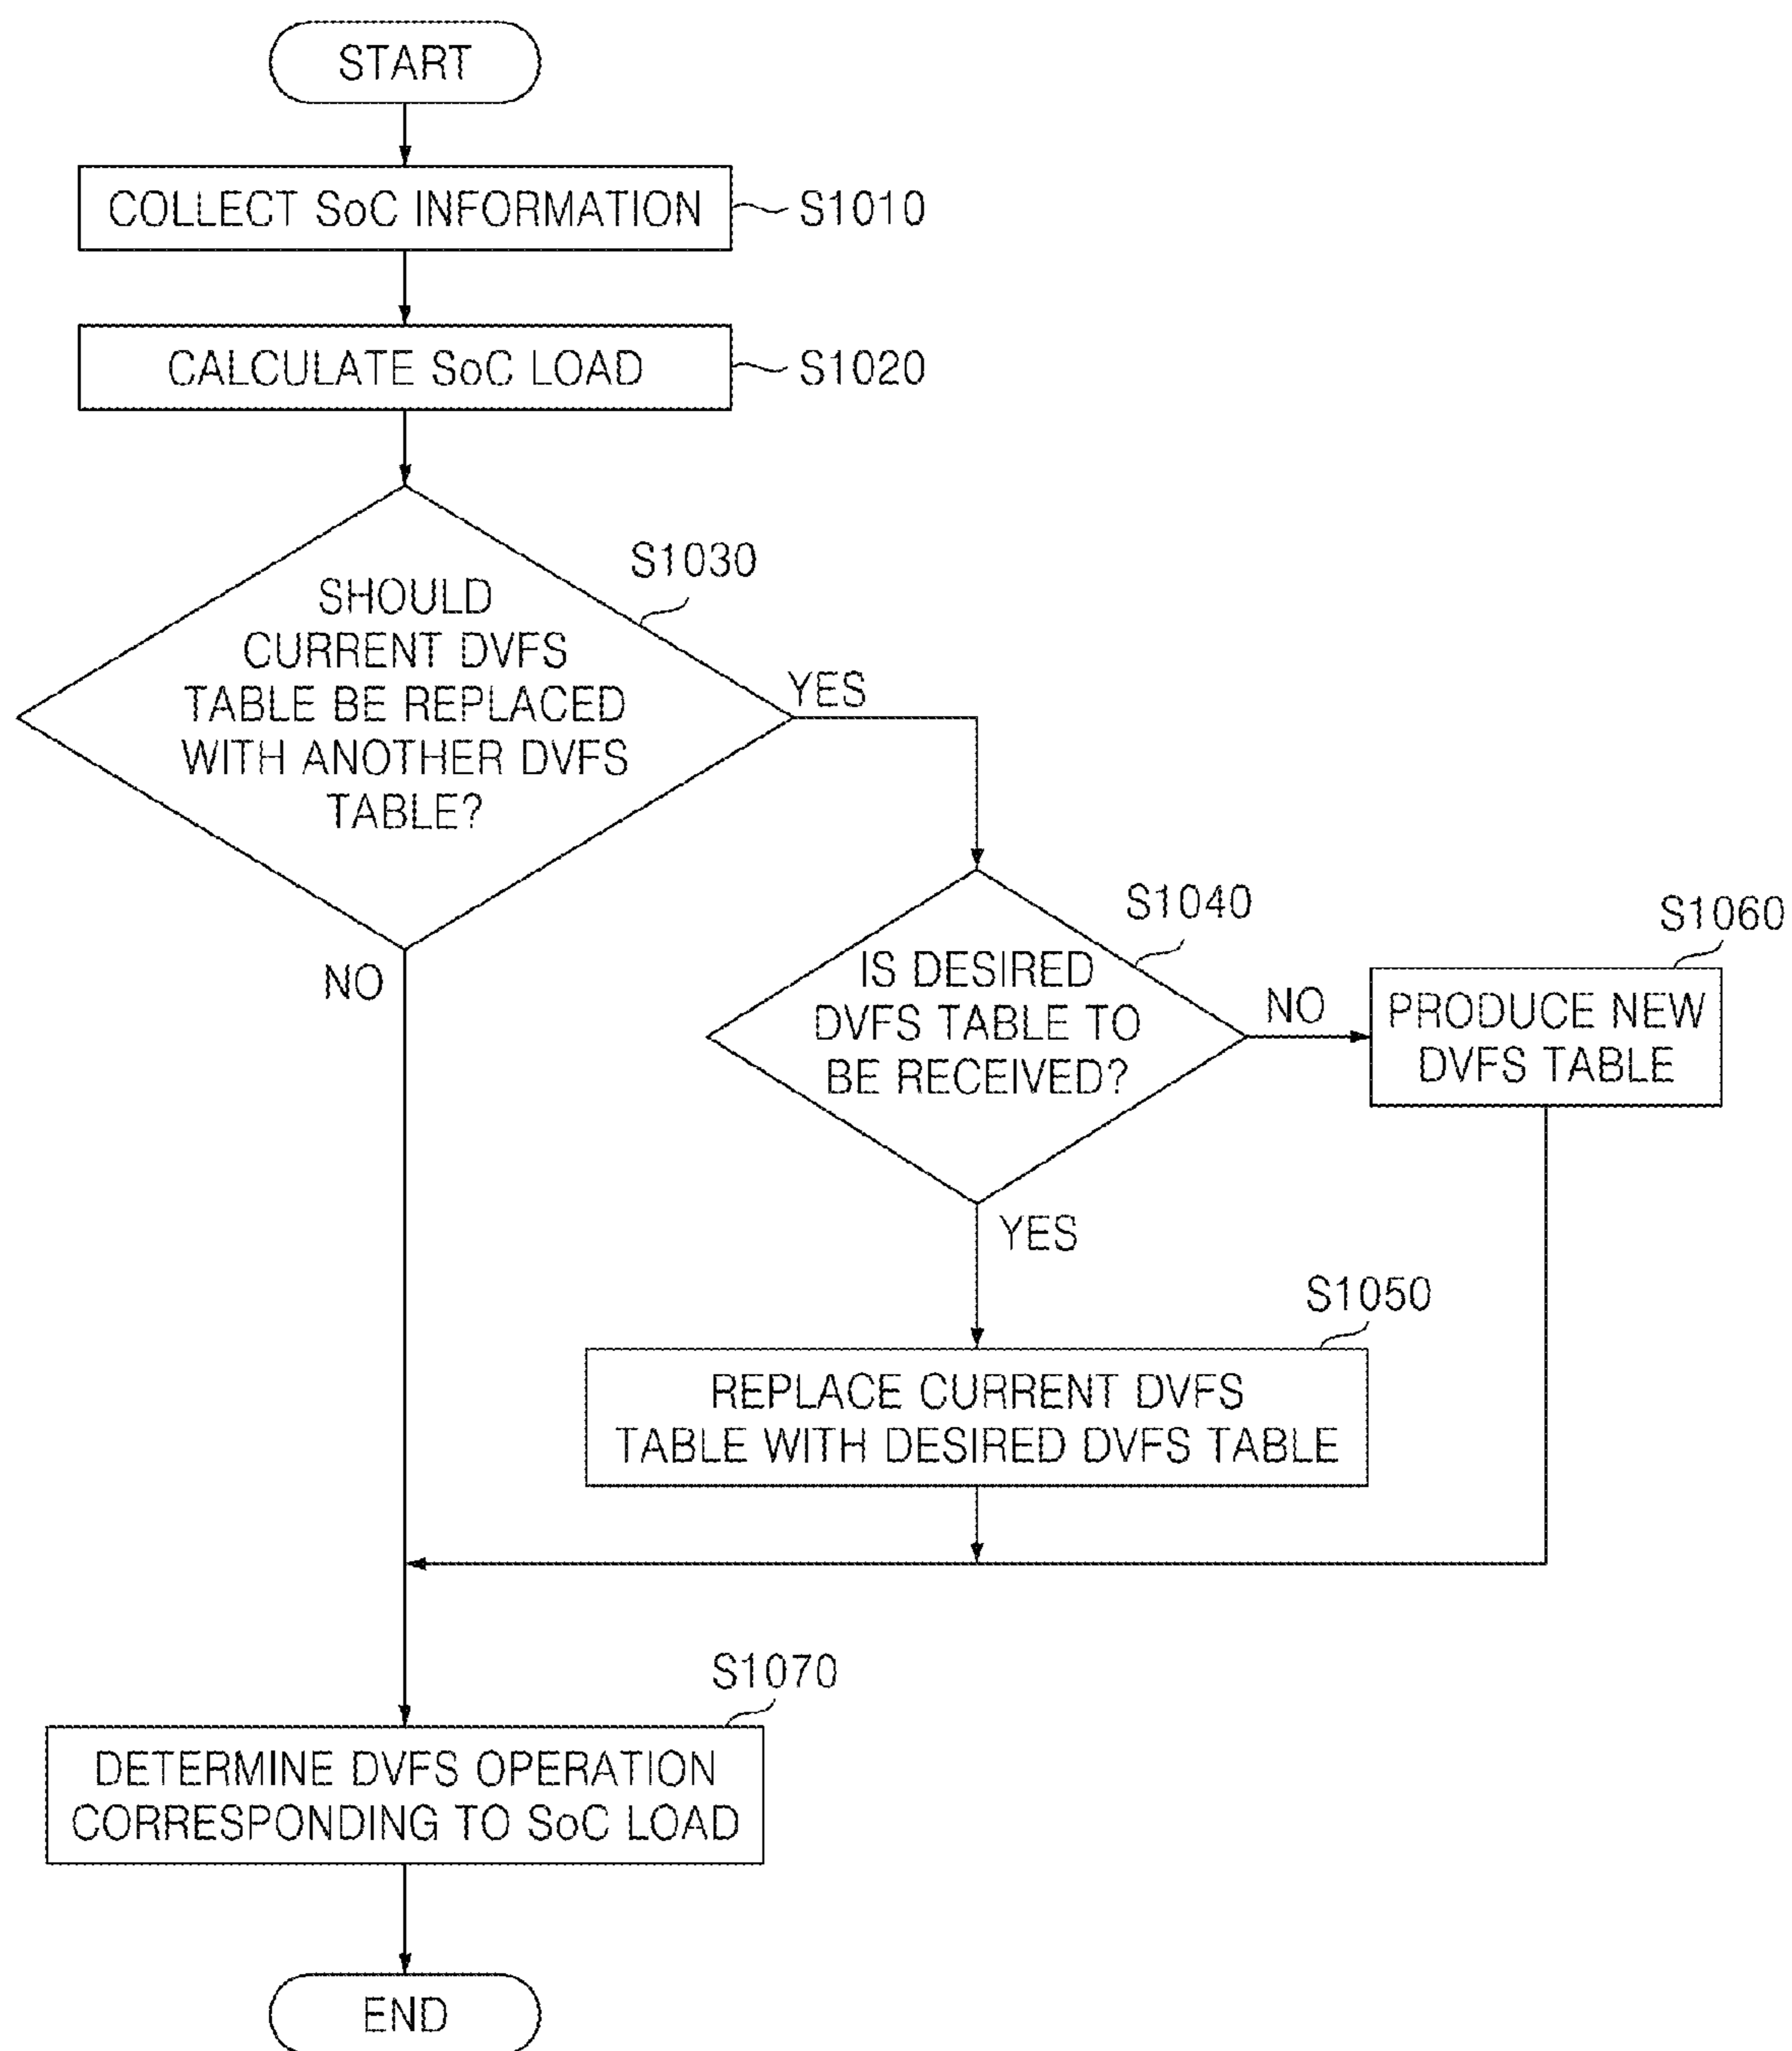 START
COLLECT SoC INFORMATION
S1010
CALCULATE SoC LOAD
S1020
S1030
SHOULD
CURRENT DVFS
TABLE BE REPLACED
WITH ANOTHER DVFS
TABLE?
YES
NO
S1040
IS DESIRED
DVFS TABLE TO
BE RECEIVED?
NO
S1060
PRODUCE NEW
DVFS TABLE
YES
S1050
REPLACE CURRENT DVFS
TABLE WITH DESIRED DVFS TABLE
S1070
DETERMINE DVFS OPERATION
CORRESPONDING TO SoC LOAD
END